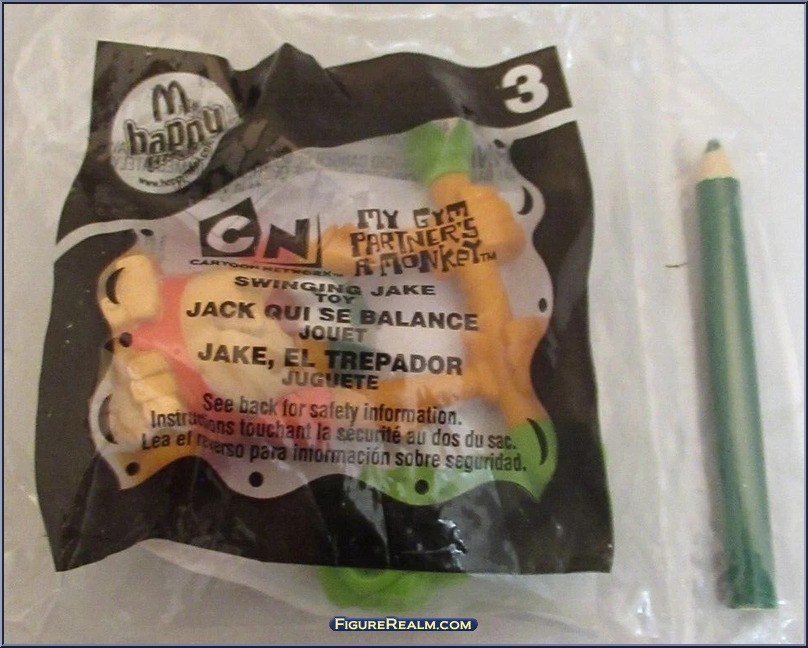 3
M
happy
CN
CARTOON NETWORK™
MY GYM
PARTNER'S
A MONKEY™
SWINGING JAKE
TOY
JACK QUI SE BALANCE
JOUET
JAKE, EL TREPADOR
JUGUETE
See back for safety information.
Instructions touchant la sécurité au dos du sac.
Lea el reverso para información sobre seguridad.
FigureRealm.com